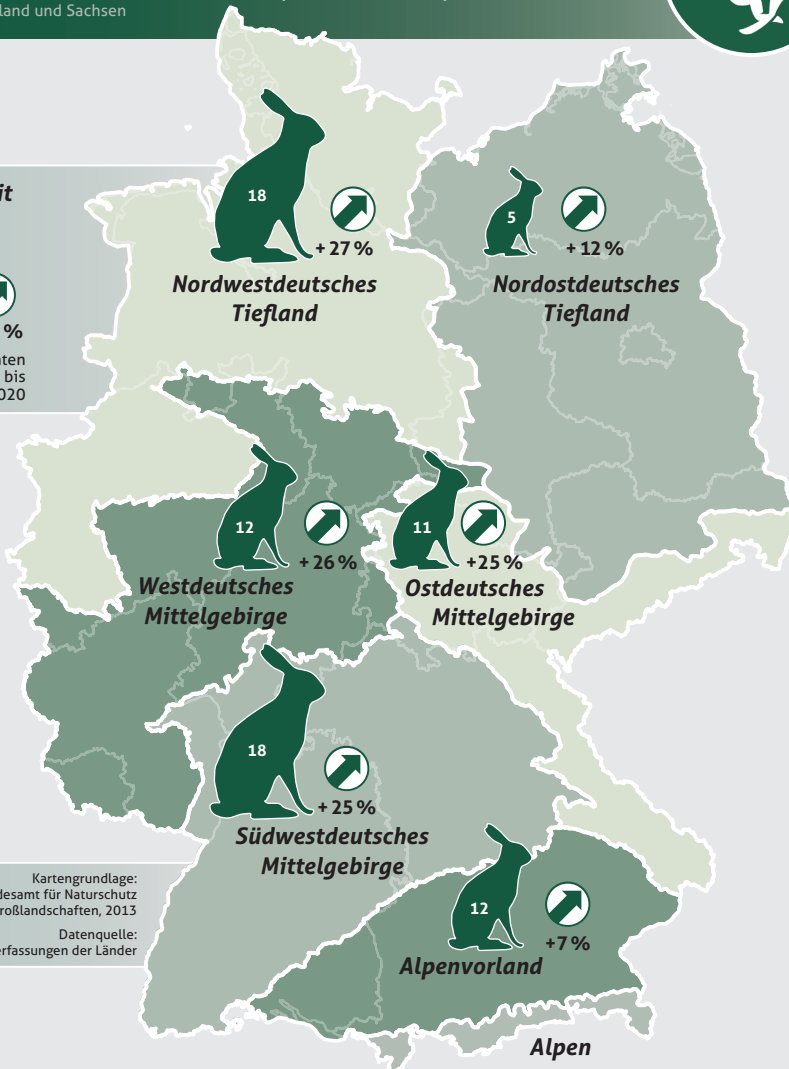 land und Sachsen
18
+ 27 %
Nordwestdeutsches
Tiefland
5
+ 12 %
Nordostdeutsches
Tiefland
it
%
ten
bis
020
12
+ 26 %
Westdeutsches
Mittelgebirge
11
+25 %
Ostdeutsches
Mittelgebirge
18
+ 25 %
Südwestdeutsches
Mittelgebirge
12
+7 %
Alpenvorland
Alpen
Kartengrundlage:
desamt für Naturschutz
roßlandschaften, 2013
Datenquelle:
erfassungen der Länder